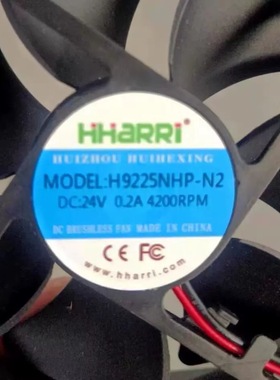 HHARRI
HUIZHOU HUIHEXING
MODEL:H9225NHP-N2
DC:24V 0.2A 4200RPM
DC BRUSHLESS FAN MADE IN CHINA
CE FC
www.hharri.com